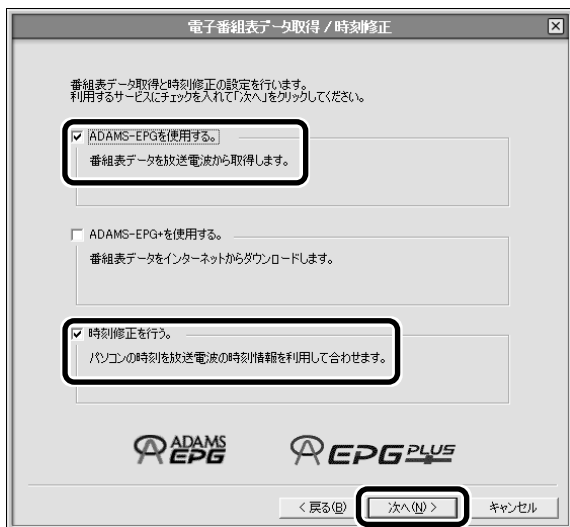 電子番組表データ取得/時刻修正
番組表データ取得と時刻修正の設定を行います。
利用するサービスにチェックを入れて「次へ」をクリックしてください。
ADAMS-EPGを使用する。
番組表データを放送電波から取得します。
ADAMS-EPG+を使用する。
番組表データをインターネットからダウンロードします。
時刻修正を行う。
パソコンの時刻を放送電波の時刻情報を利用して合わせます。
ADAMS EPG
EPG PLUS
<戻る(B)
次へ(N)>
キャンセル